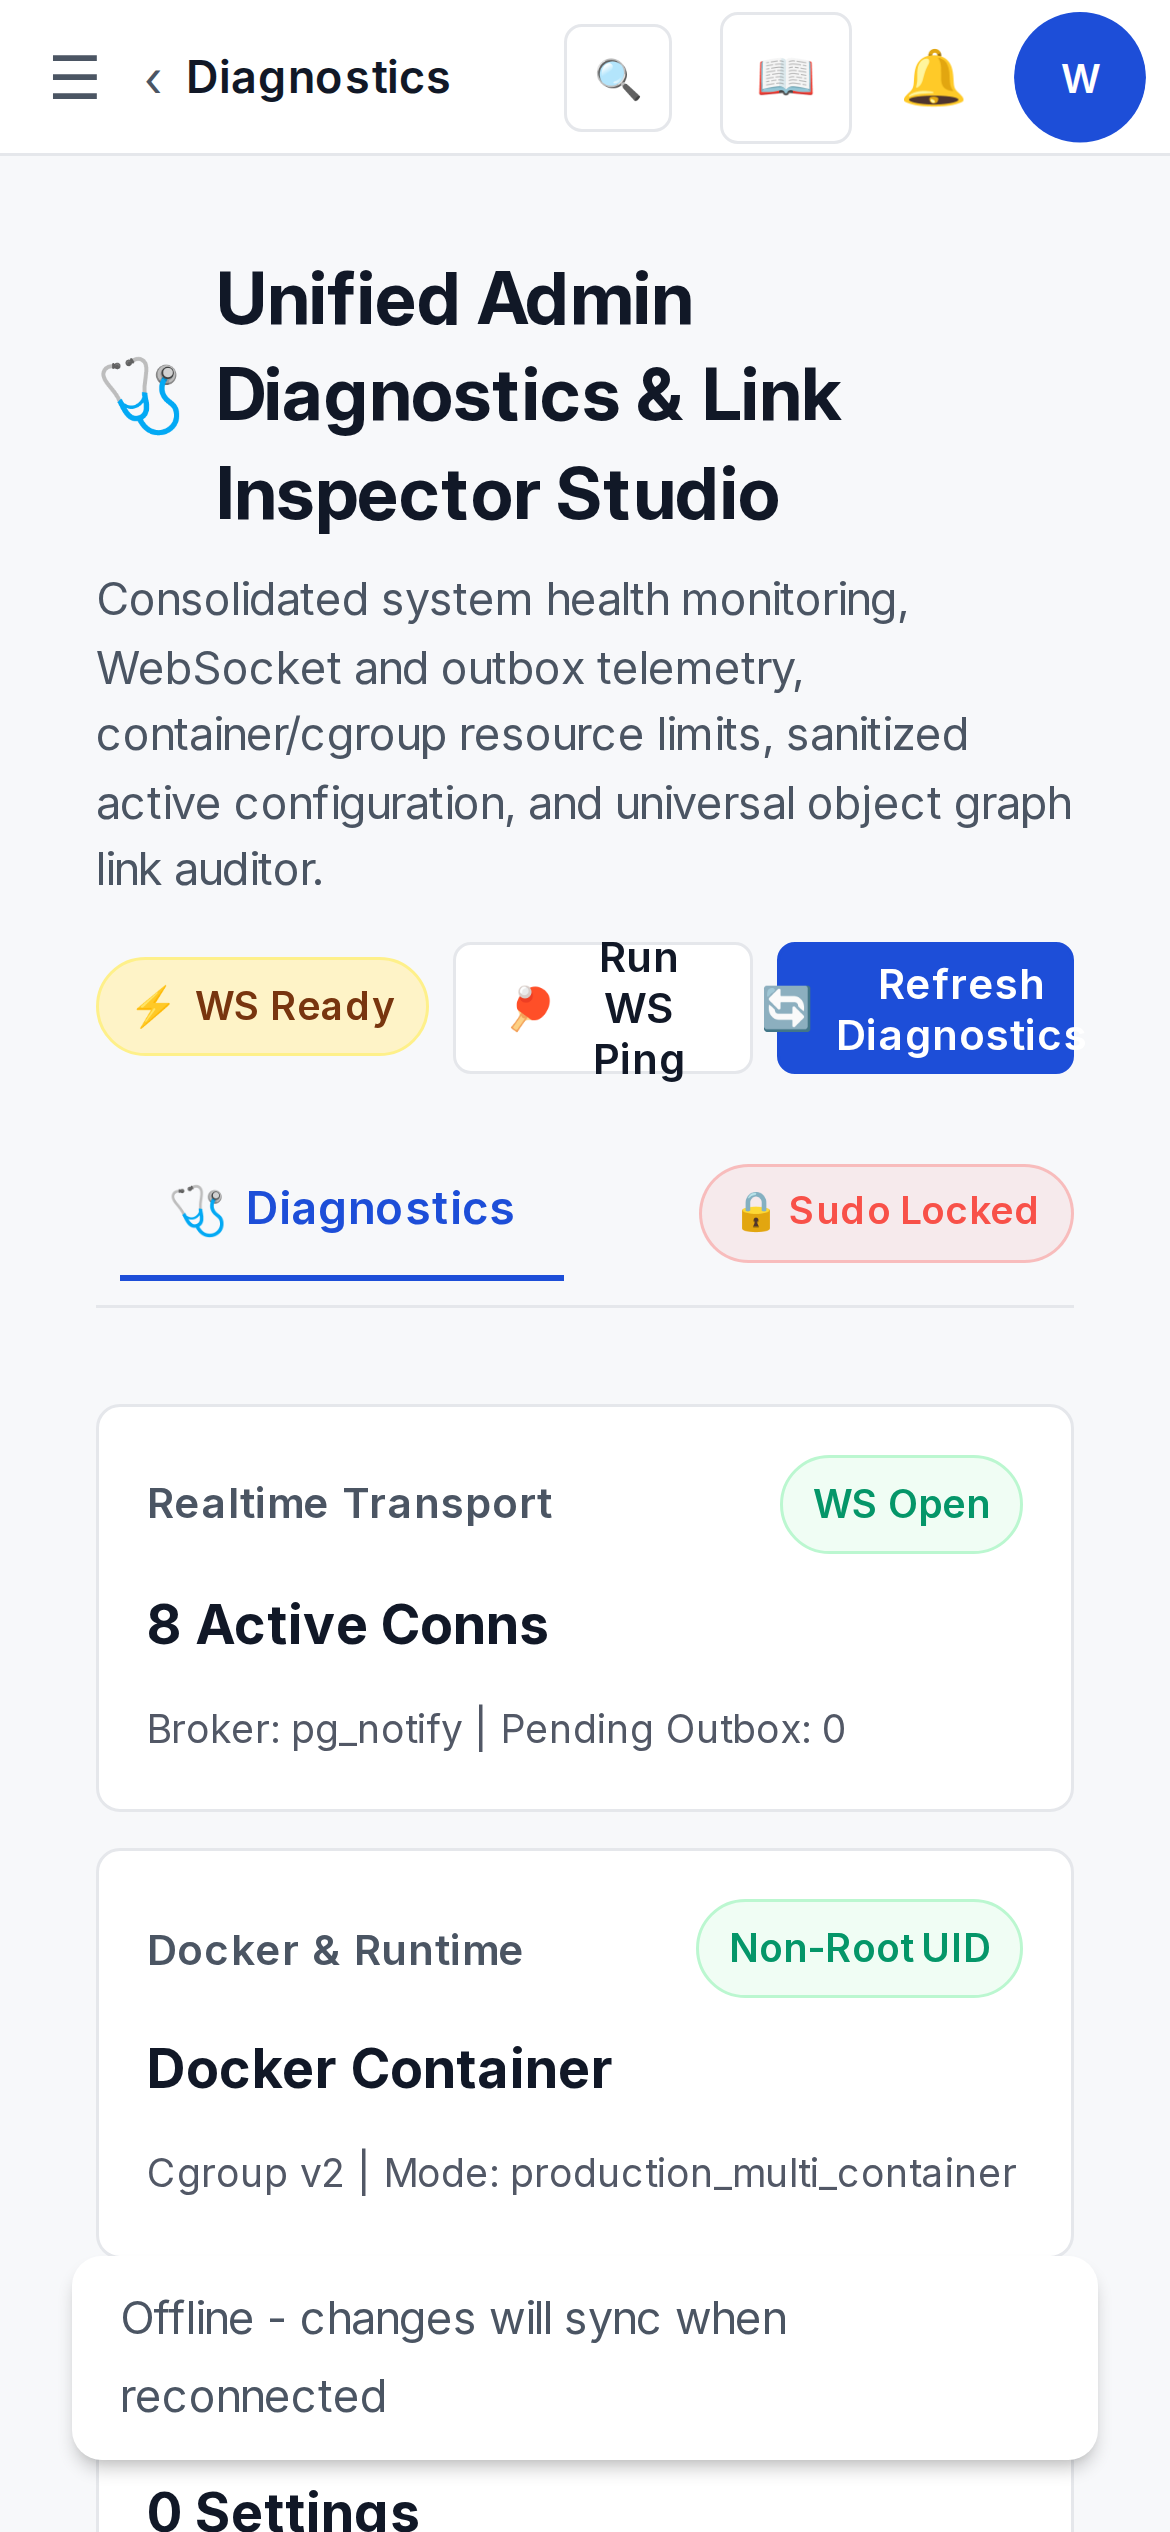 ☰ ‹ Diagnostics
W
Unified Admin
Diagnostics & Link
Inspector Studio
Consolidated system health monitoring,
WebSocket and outbox telemetry,
container/cgroup resource limits, sanitized
active configuration, and universal object graph
link auditor.
WS Ready
Run
WS
Ping
Refresh
Diagnostics
Diagnostics
Sudo Locked
Realtime Transport
WS Open
8 Active Conns
Broker: pg_notify | Pending Outbox: 0
Docker & Runtime
Non-Root UID
Docker Container
Cgroup v2 | Mode: production_multi_container
Offline - changes will sync when
reconnected
0 Settings